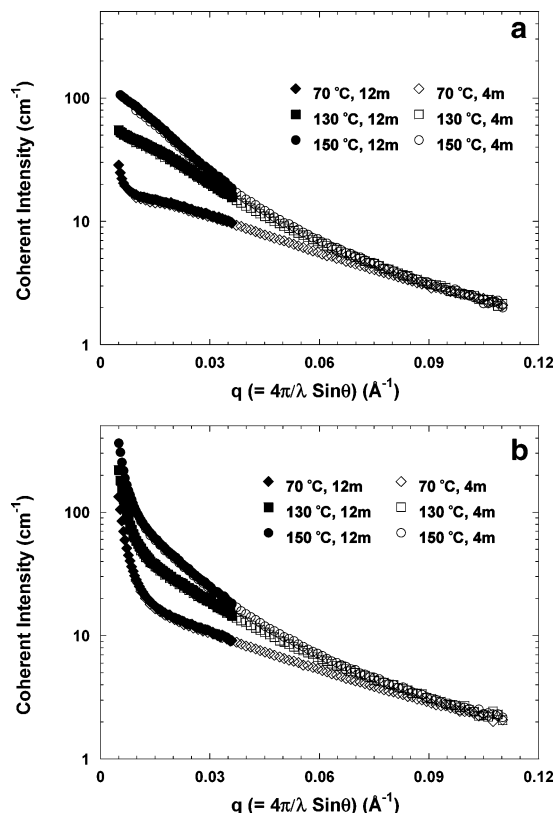 a
100
10
1
Coherent Intensity (cm⁻¹)
70 °C, 12m
70 °C, 4m
130 °C, 12m
130 °C, 4m
150 °C, 12m
150 °C, 4m
0 0.03 0.06 0.09 0.12
q (= 4π/λ Sinθ) (Å⁻¹)
b
100
10
1
Coherent Intensity (cm⁻¹)
70 °C, 12m
70 °C, 4m
130 °C, 12m
130 °C, 4m
150 °C, 12m
150 °C, 4m
0 0.03 0.06 0.09 0.12
q (= 4π/λ Sinθ) (Å⁻¹)